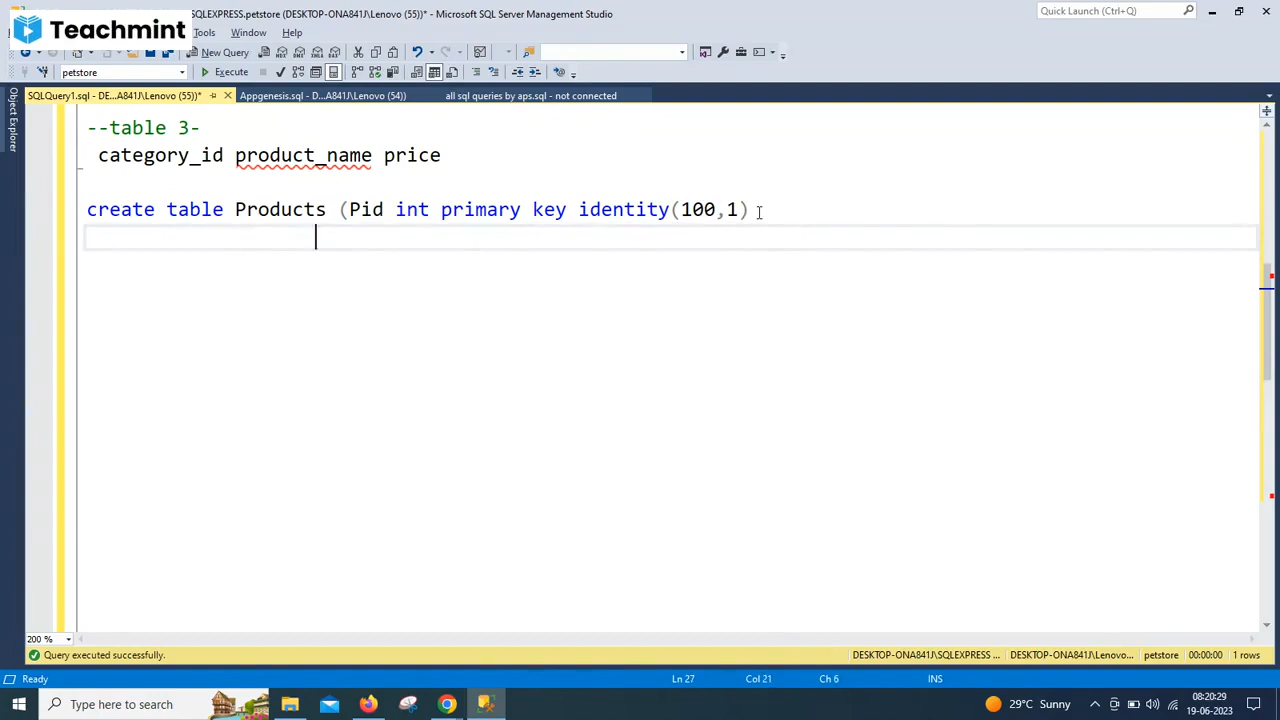 SQLEXPRESS.petstore (DESKTOP-ONA841J\Lenovo (55))* - Microsoft SQL Server Management Studio
Quick Launch (Ctrl+Q)
Teachmint
Tools Window Help
New Query
petstore Execute
SQLQuery1.sql - DE...A841J\Lenovo (55))* Appgenesis.sql - D...A841J\Lenovo (54)) all sql queries by aps.sql - not connected
Object Explorer
--table 3-
category_id product_name price
create table Products (Pid int primary key identity(100,1)
200 %
Query executed successfully. DESKTOP-ONA841J\SQLEXPRESS ... DESKTOP-ONA841J\Lenovo... petstore 00:00:00 1 rows
Ready Ln 27 Col 21 Ch 6 INS
Type here to search 29°C Sunny 08:20:29
19-06-2023